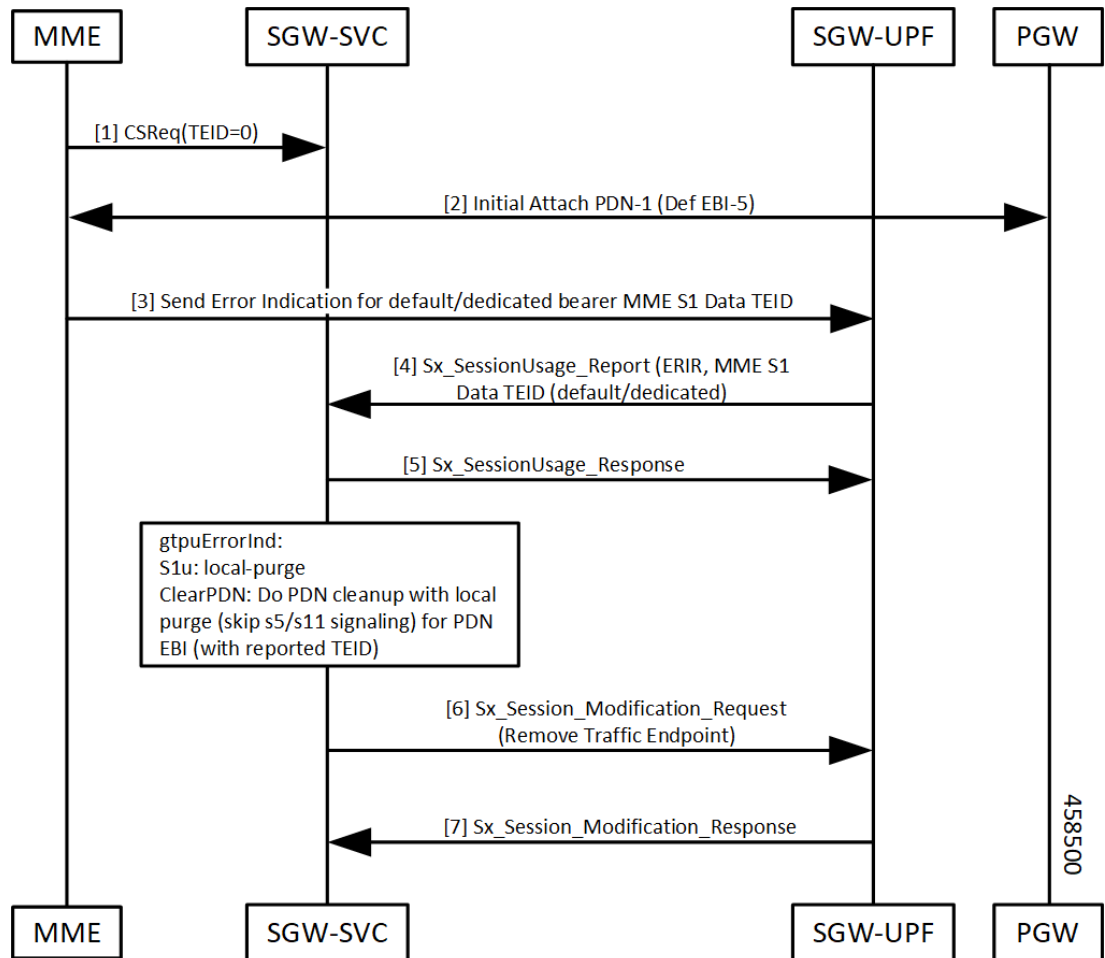 MME
SGW-SVC
SGW-UPF
PGW
[1] CSReq(TEID=0)
[2] Initial Attach PDN-1 (Def EBI-5)
[3] Send Error Indication for default/dedicated bearer MME S1 Data TEID
[4] Sx_SessionUsage_Report (ERIR, MME S1
Data TEID (default/dedicated)
[5] Sx_SessionUsage_Response
gtpuErrorInd:
S1u: local-purge
ClearPDN: Do PDN cleanup with local
purge (skip s5/s11 signaling) for PDN
EBI (with reported TEID)
[6] Sx_Session_Modification_Request
(Remove Traffic Endpoint)
[7] Sx_Session_Modification_Response
458500
MME
SGW-SVC
SGW-UPF
PGW